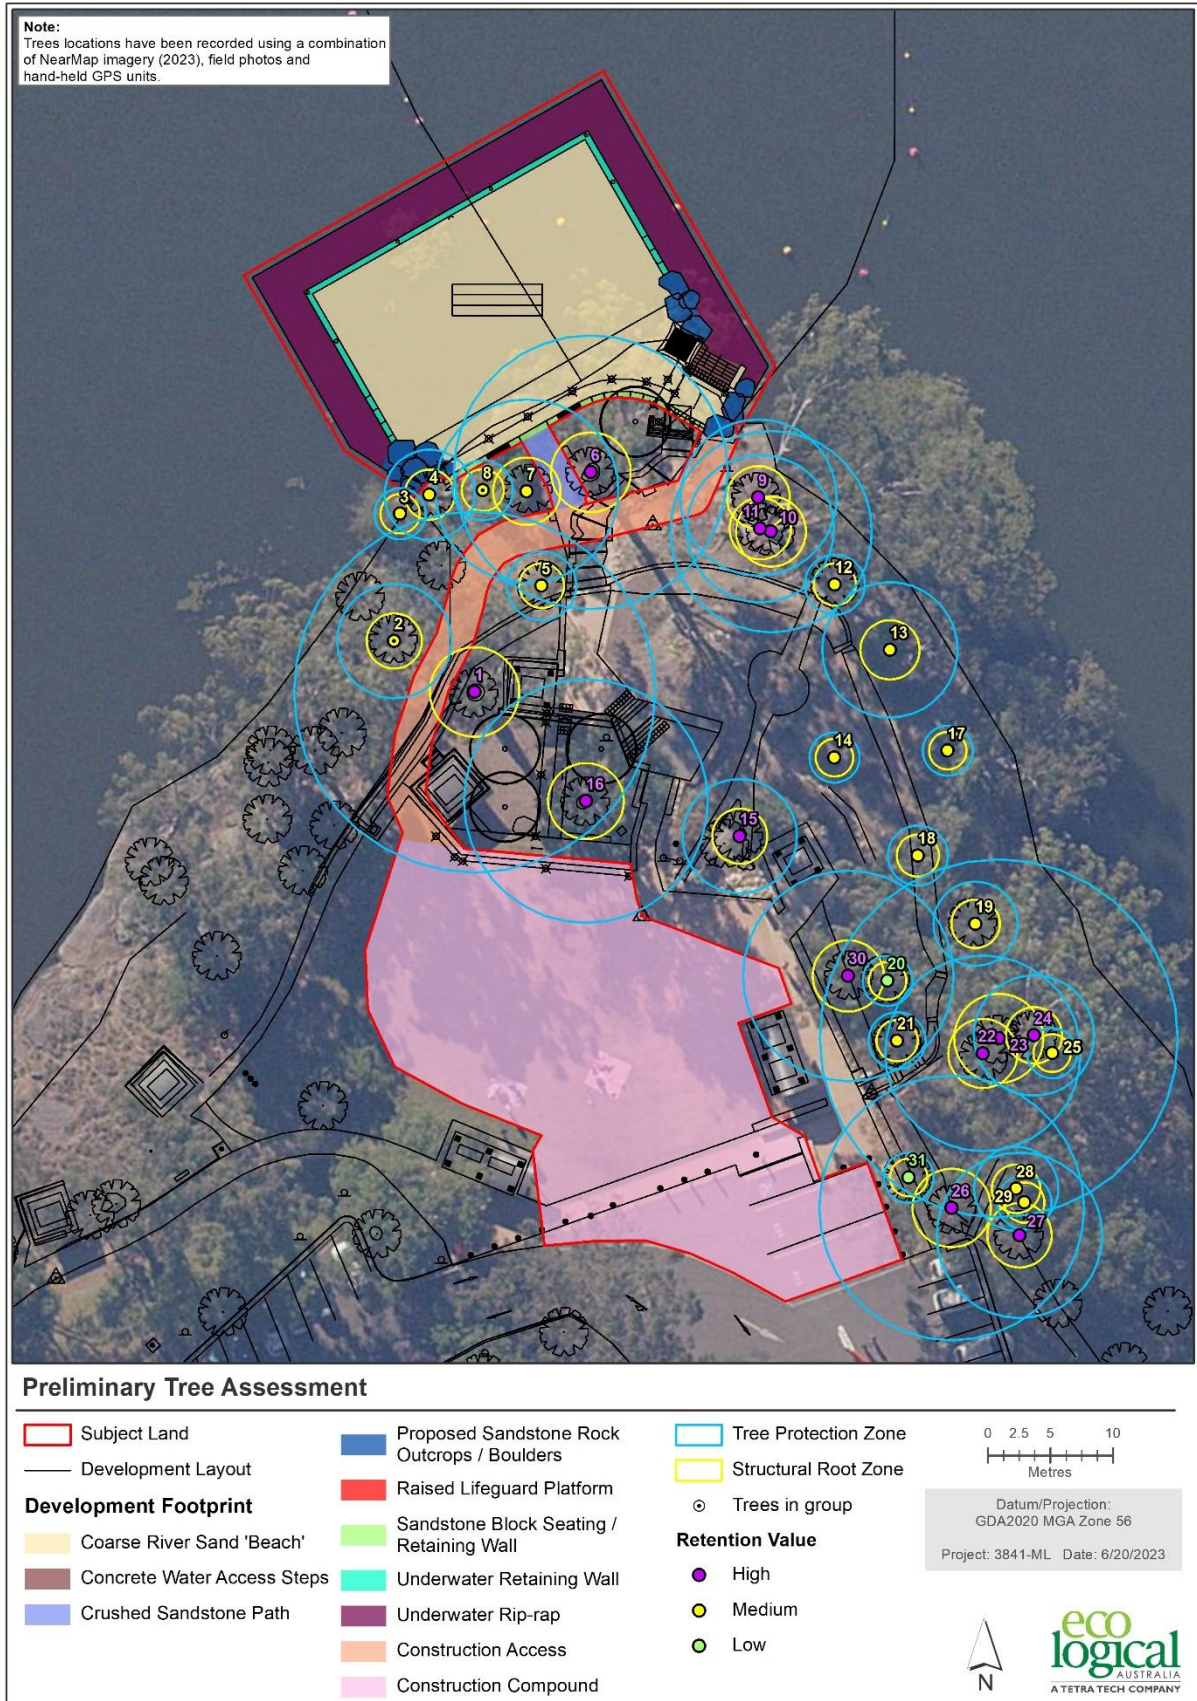 Note:
Trees locations have been recorded using a combination
of NearMap imagery (2023), field photos and
hand-held GPS units.
6
8
7
4
3
9
11
10
5
12
2
13
1
17
14
16
15
18
19
30
20
21
24
22
23
25
31
28
26
29
27
Preliminary Tree Assessment
Subject Land
Development Layout
Development Footprint
Coarse River Sand 'Beach'
Concrete Water Access Steps
Crushed Sandstone Path
Proposed Sandstone Rock
Outcrops / Boulders
Raised Lifeguard Platform
Sandstone Block Seating /
Retaining Wall
Underwater Retaining Wall
Underwater Rip-rap
Construction Access
Construction Compound
Tree Protection Zone
Structural Root Zone
Trees in group
Retention Value
High
Medium
Low
0 2.5 5 10
Metres
Datum/Projection:
GDA2020 MGA Zone 56
Project: 3841-ML Date: 6/20/2023
N
eco
logical
AUSTRALIA
A TETRA TECH COMPANY